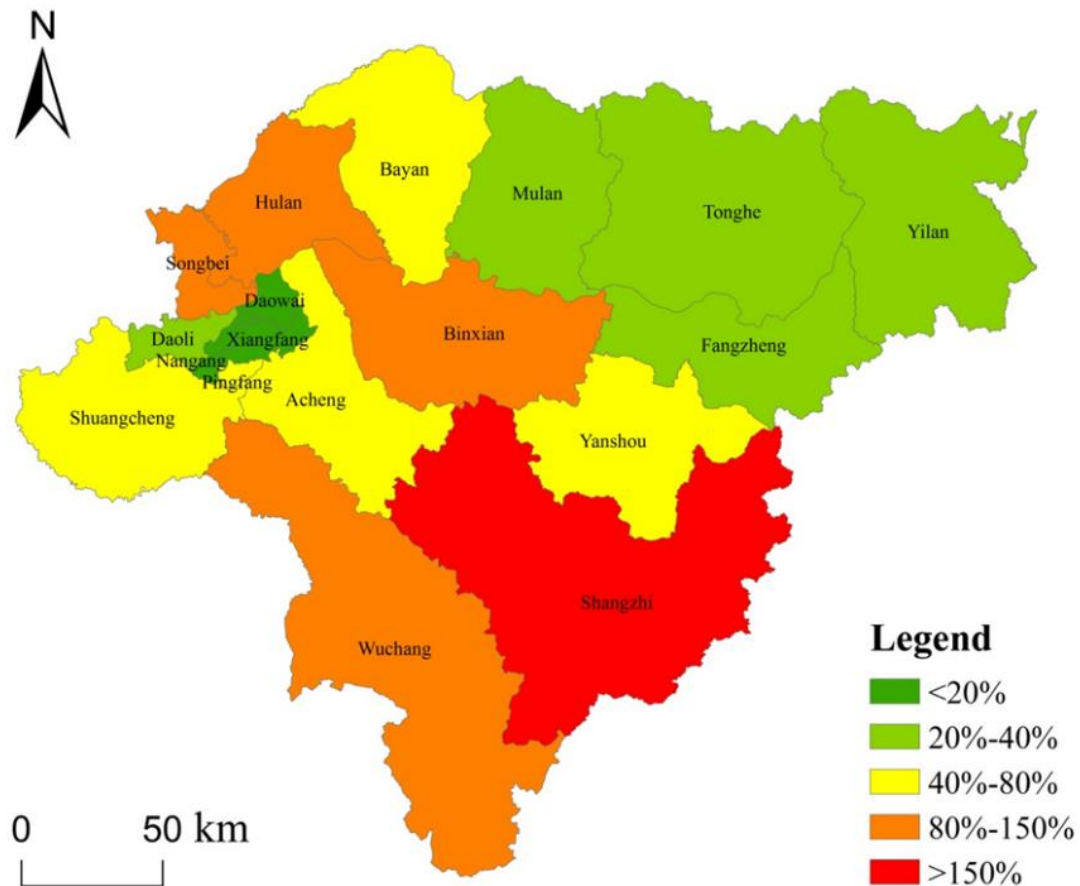 N
Bayan
Mulan
Hulan
Tonghe
Yilan
Songbei
Daowai
Binxian
Daoli
Xiangfang
Fangzheng
Nangang
Pingfang
Acheng
Shuangcheng
Yanshou
Shangzhi
Wuchang
Legend
<20%
20%-40%
40%-80%
80%-150%
>150%
0 50 km